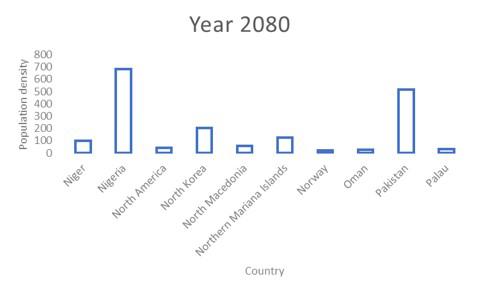 Year 2080
Population density
800
700
600
500
400
300
200
100
0
Niger
Nigeria
North America
North Korea
North Macedonia
Northern Mariana Islands
Norway
Oman
Pakistan
Palau
Country